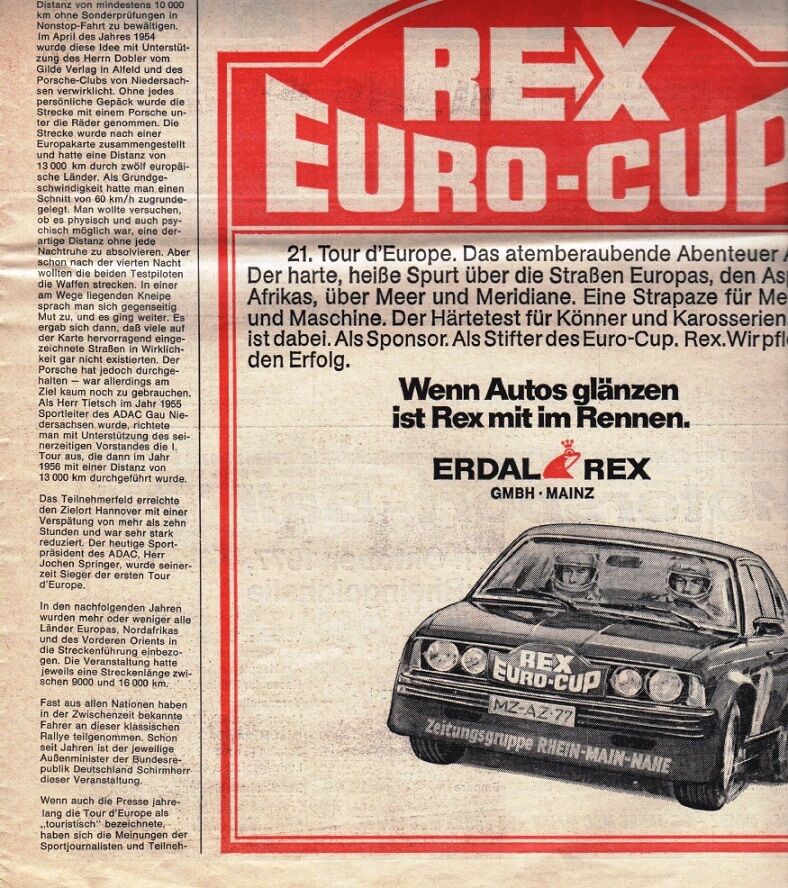 Distanz von mindestens 10 000
km ohne Sonderprüfungen in
Nonstop-Fahrt zu bewältigen.
Im April des Jahres 1954
wurde diese Idee mit Unterstüt-
zung des Herrn Dobler vom
Gilde Verlag in Alfeld und des
Porsche-Clubs von Niedersach-
sen verwirklicht. Ohne jedes
persönliche Gepäck wurde die
Strecke mit einem Porsche un-
ter die Räder genommen. Die
Strecke wurde nach einer
Europakarte zusammengestellt
und hatte eine Distanz von
13 000 km durch zwölf europäi-
sche Länder. Als Grundge-
schwindigkeit hatte man einen
Schnitt von 60 km/h zugrunde-
gelegt. Man wollte versuchen,
ob es physisch und auch psy-
chisch möglich war, eine der-
artige Distanz ohne jede
Nachtruhe zu absolvieren. Aber
schon nach der vierten Nacht
wollten die beiden Testpiloten
die Waffen strecken. In einer
am Wege liegenden Kneipe
sprach man sich gegenseitig
Mut zu, und es ging weiter. Es
ergab sich dann, daß viele auf
der Karte hervorragend einge-
zeichnete Straßen in Wirklich-
keit gar nicht existierten. Der
Porsche hat jedoch durchge-
halten — war allerdings am
Ziel kaum noch zu gebrauchen.
Als Herr Tietsch im Jahr 1955
Sportleiter des ADAC Gau Nie-
dersachsen wurde, richtete
man mit Unterstützung des sei-
nerzeitigen Vorstandes die I.
Tour aus, die dann im Jahr
1956 mit einer Distanz von
13 000 km durchgeführt wurde.
Das Teilnehmerfeld erreichte
den Zielort Hannover mit einer
Verspätung von mehr als zehn
Stunden und war sehr stark
reduziert. Der heutige Sport-
präsident des ADAC, Herr
Jochen Springer, wurde seiner-
zeit Sieger der ersten Tour
d'Europe.
In den nachfolgenden Jahren
wurden mehr oder weniger alle
Länder Europas, Nordafrikas
und des Vorderen Orients in
die Streckenführung einbezo-
gen. Die Veranstaltung hatte
jeweils eine Streckenlänge zwi-
schen 9000 und 16 000 km.
Fast aus allen Nationen haben
in der Zwischenzeit bekannte
Fahrer an dieser klassischen
Rallye teilgenommen. Schon
seit Jahren ist der jeweilige
Außenminister der Bundesre-
publik Deutschland Schirmherr
dieser Veranstaltung.
Wenn auch die Presse jahre-
lang die Tour d'Europe als
„touristisch" bezeichnete,
haben sich die Meinungen der
Sportjournalisten und Teilneh-
REX
EURO-CUP
21. Tour d'Europe. Das atemberaubende Abenteuer
Der harte, heiße Spurt über die Straßen Europas, den As
Afrikas, über Meer und Meridiane. Eine Strapaze für Me
und Maschine. Der Härtetest für Könner und Karosserien.
ist dabei. Als Sponsor. Als Stifter des Euro-Cup. Rex. Wir pfle
den Erfolg.
Wenn Autos glänzen
ist Rex mit im Rennen.
ERDAL REX
GMBH · MAINZ
REX
EURO-CUP
MZ-AZ·77
Zeitungsgruppe RHEIN-MAIN-NAHE